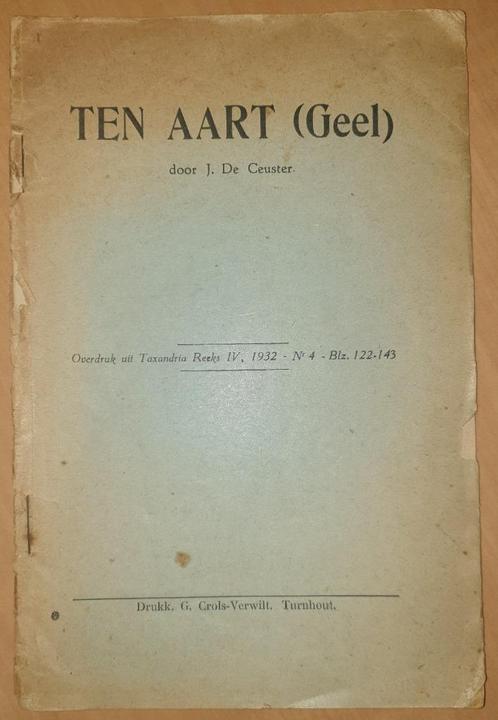 TEN AART (Geel)
door J. De Ceuster.
Overdruk uit Taxandria Reeks IV, 1932 - Nr 4 - Blz. 122-143
Drukk. G. Crols-Verwilt. Turnhout.